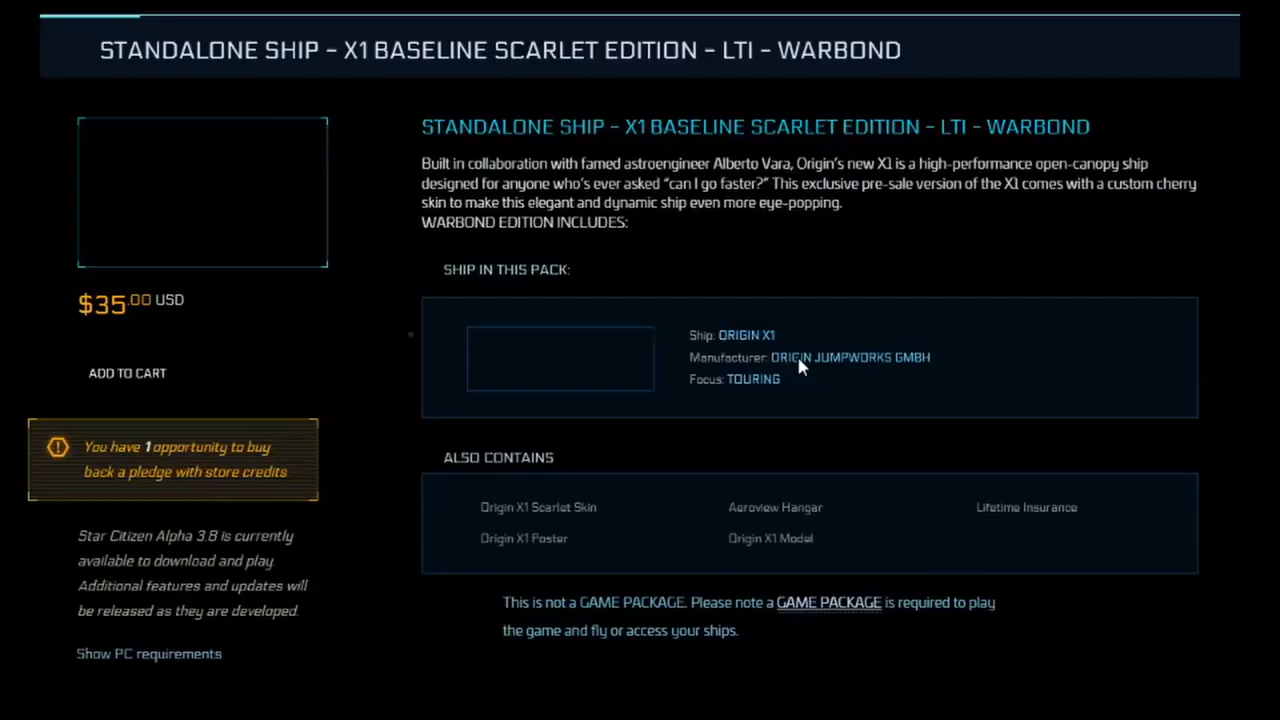 STANDALONE SHIP – X1 BASELINE SCARLET EDITION – LTI – WARBOND
STANDALONE SHIP – X1 BASELINE SCARLET EDITION – LTI – WARBOND
Built in collaboration with famed astroengineer Alberto Vara, Origin's new X1 is a high-performance open-canopy ship
designed for anyone who's ever asked "can I go faster?" This exclusive pre-sale version of the X1 comes with a custom cherry
skin to make this elegant and dynamic ship even more eye-popping.
WARBOND EDITION INCLUDES:
SHIP IN THIS PACK:
$35.00 USD
Ship: ORIGIN X1
Manufacturer: ORIGIN JUMPWORKS GMBH
Focus: TOURING
ADD TO CART
You have 1 opportunity to buy
back a pledge with store credits
ALSO CONTAINS
Origin X1 Scarlet Skin
Aeroview Hangar
Lifetime Insurance
Origin X1 Poster
Origin X1 Model
Star Citizen Alpha 3.8 is currently
available to download and play.
Additional features and updates will
be released as they are developed.
This is not a GAME PACKAGE. Please note a GAME PACKAGE is required to play
the game and fly or access your ships.
Show PC requirements